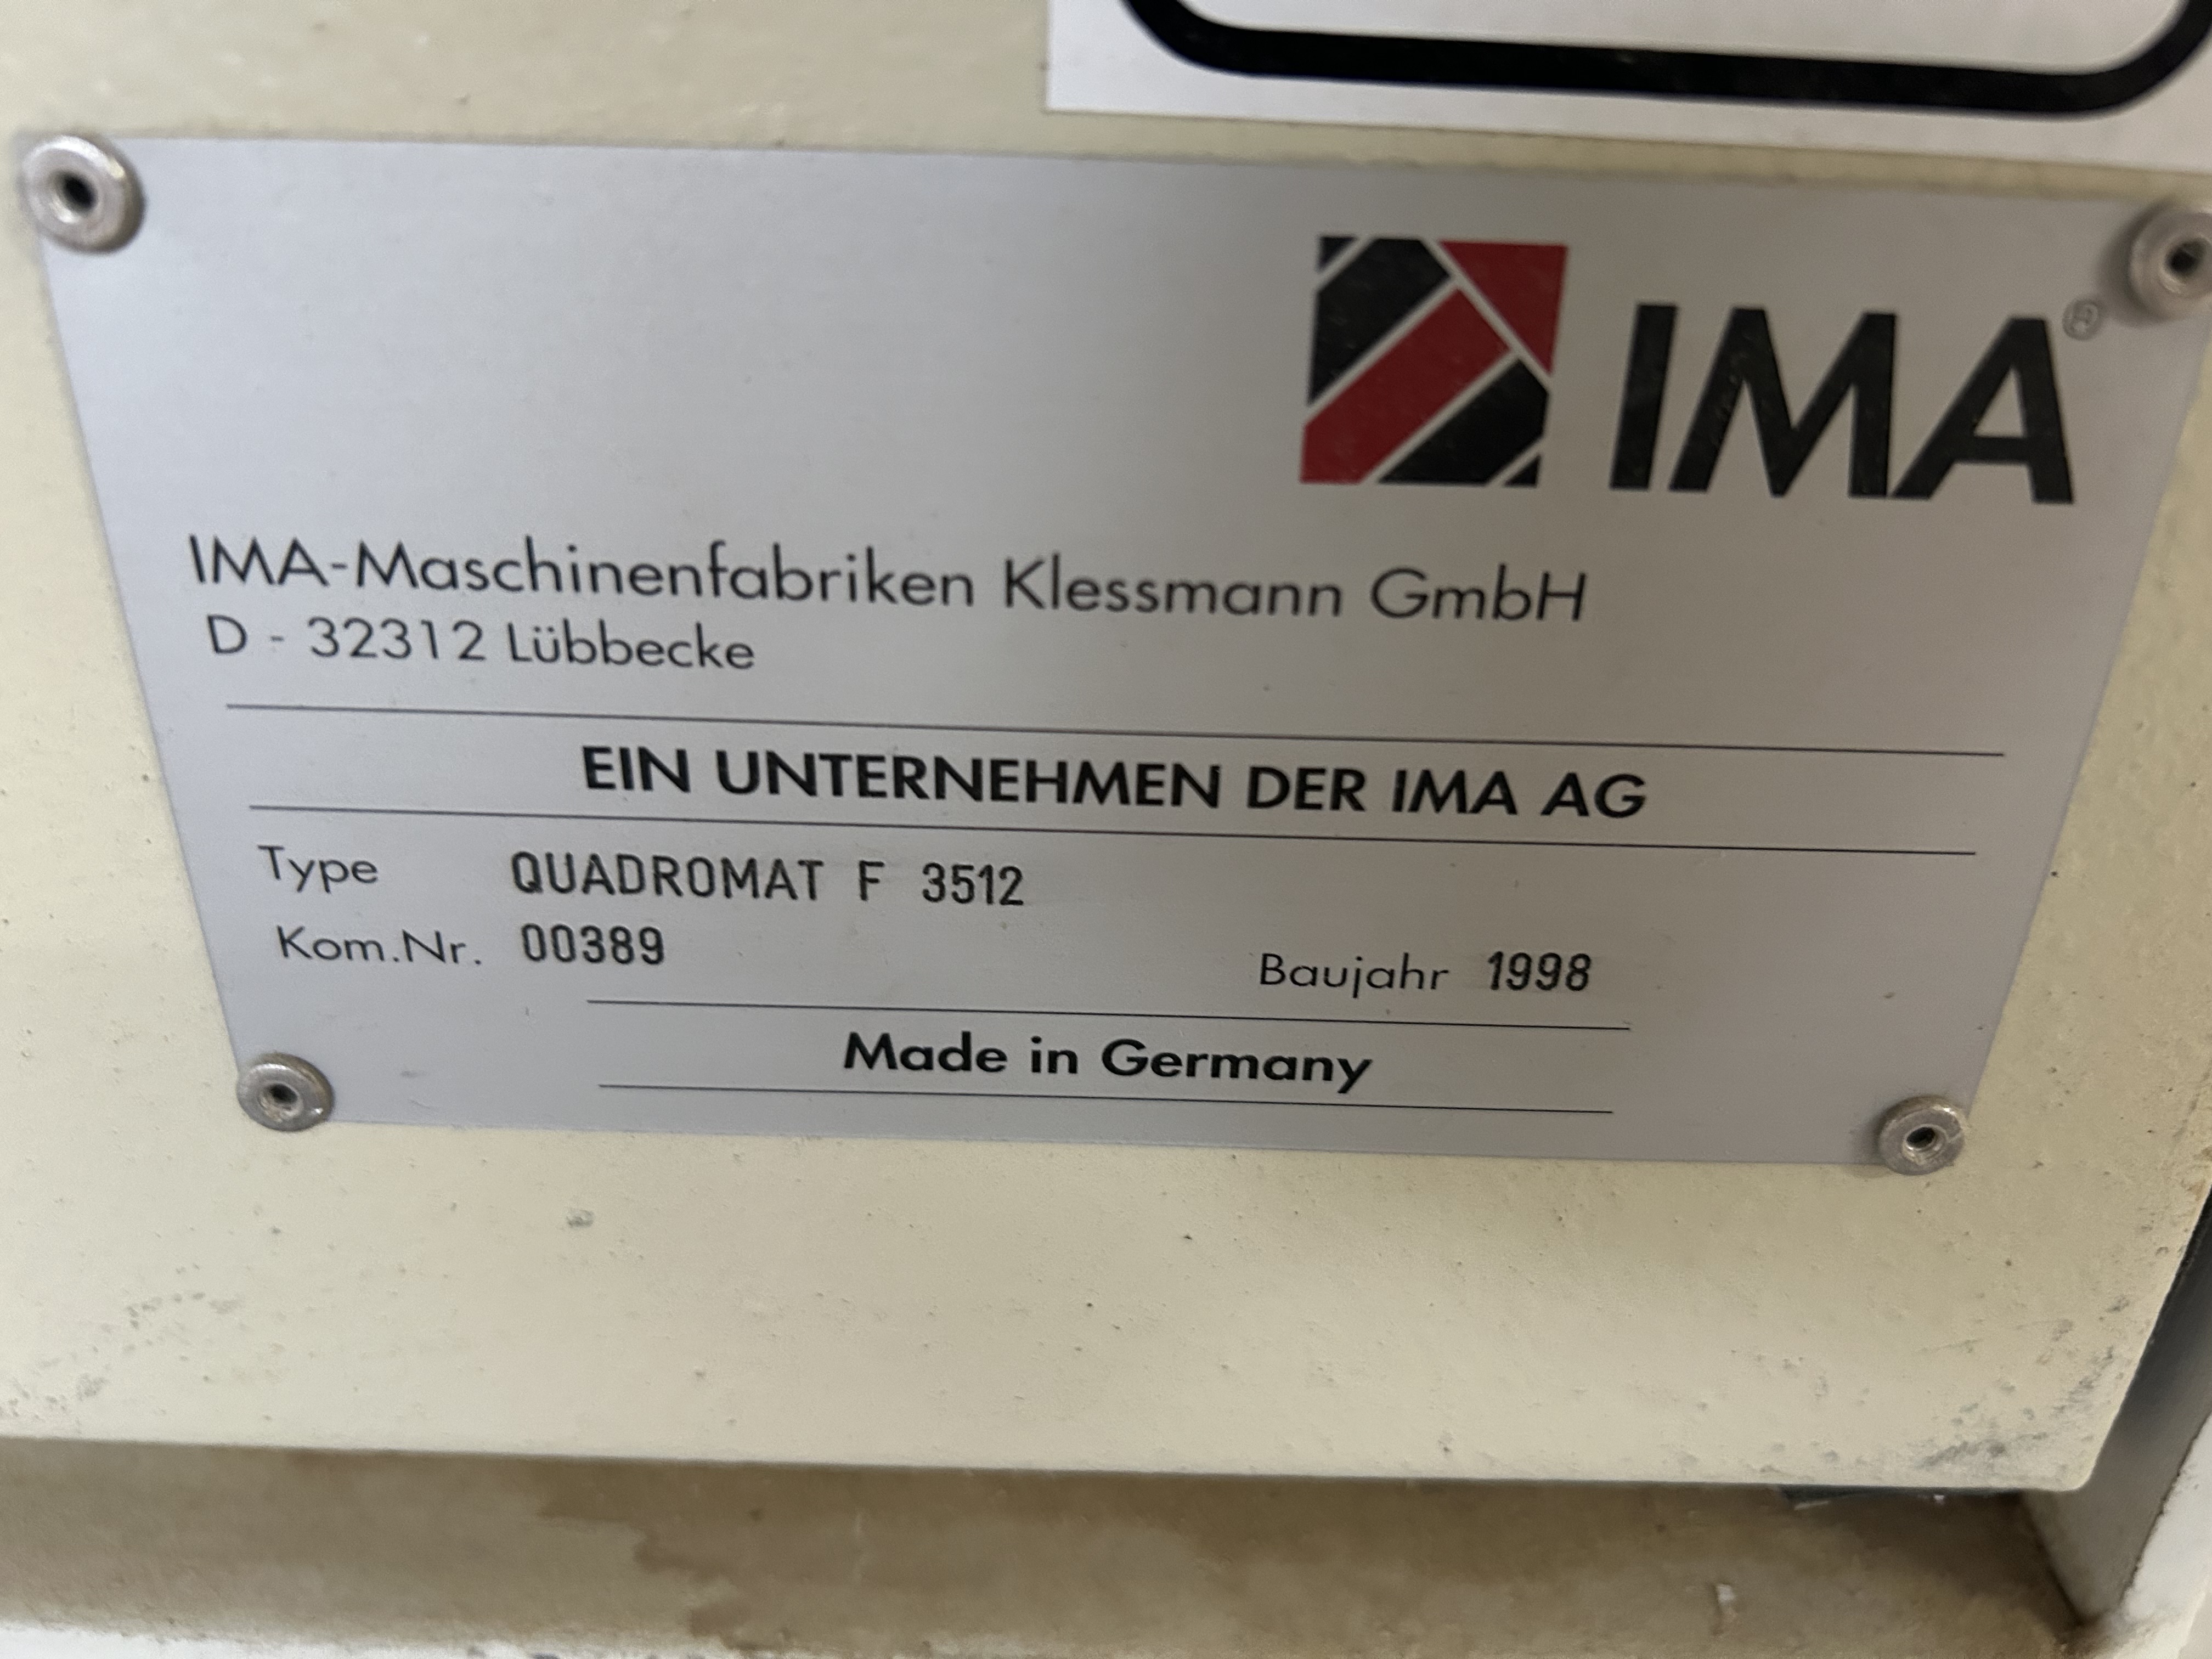 IMA®
IMA-Maschinenfabriken Klessmann GmbH
D - 32312 Lübbecke
EIN UNTERNEHMEN DER IMA AG
Type QUADROMAT F 3512
Kom.Nr. 00389 Baujahr 1998
Made in Germany